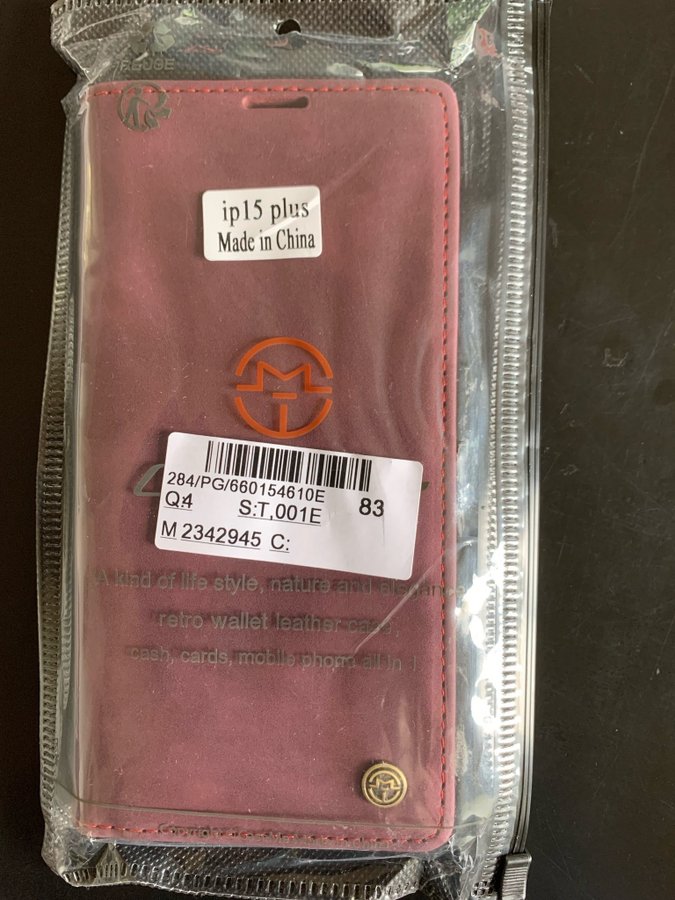 ip15 plus
Made in China
284/PG/660154610E
Q:4 S:T,001E 83
M 2342945 C:
A kind of life style, nature and elegance
retro wallet leather case
cash, cards, mobile phone all in 1